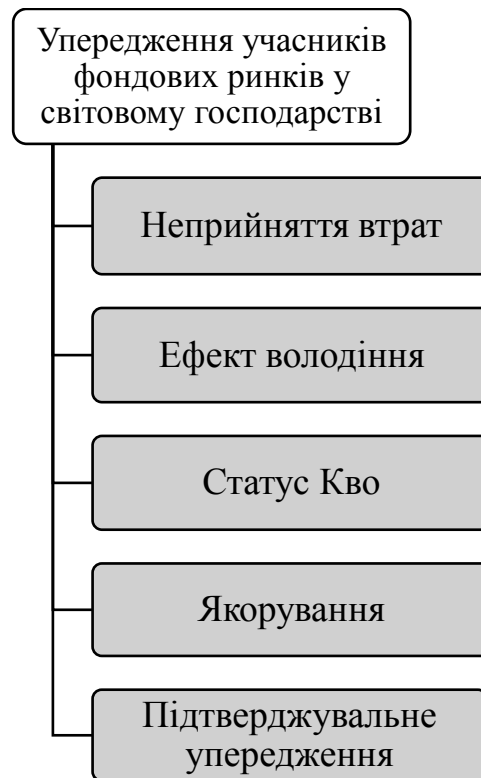 Упередження учасників
фондових ринків у
світовому господарстві
Неприйняття втрат
Ефект володіння
Статус Кво
Якорування
Підтверджувальне
упередження